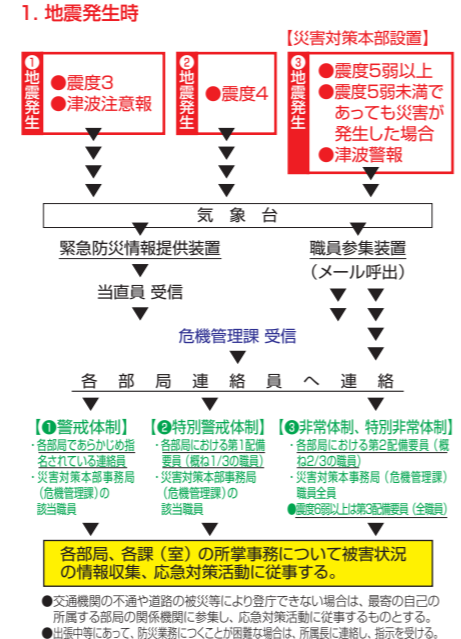 1. 地震発生時
【災害対策本部設置】
❶地震発生
●震度3
●津波注意報
❷地震発生
●震度4
❸地震発生
●震度5弱以上
●震度5弱未満で
あっても災害が
発生した場合
●津波警報
気象台
緊急防災情報提供装置
職員参集装置
（メール呼出）
当直員 受信
危機管理課 受信
各部局連絡員へ連絡
【❶警戒体制】
・各部局であらかじめ指
名されている連絡員
・災害対策本部事務局
（危機管理課）の
該当職員
【❷特別警戒体制】
・各部局における第1配備
要員（概ね1/3の職員）
・災害対策本部事務局
（危機管理課）の
該当職員
【❸非常体制、特別非常体制】
・各部局における第2配備要員（概
ね2/3の職員）
・災害対策本事務局（危機管理課）
職員全員
●震度6弱以上は第3配備要員（全職員）
各部局、各課（室）の所掌事務について被害状況
の情報収集、応急対策活動に従事する。
●交通機関の不通や道路の被災等により登庁できない場合は、最寄の自己の
所属する部局の関係機関に参集し、応急対策活動に従事するものとする。
●出張中等にあって、防災業務につくことが困難な場合は、所属長に連絡し、指示を受ける。